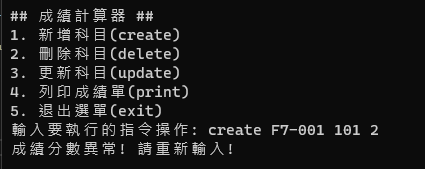 ## 成績計算器 ##
1. 新增科目(create)
2. 刪除科目(delete)
3. 更新科目(update)
4. 列印成績單(print)
5. 退出選單(exit)
輸入要執行的指令操作: create F7-001 101 2
成績分數異常! 請重新輸入!